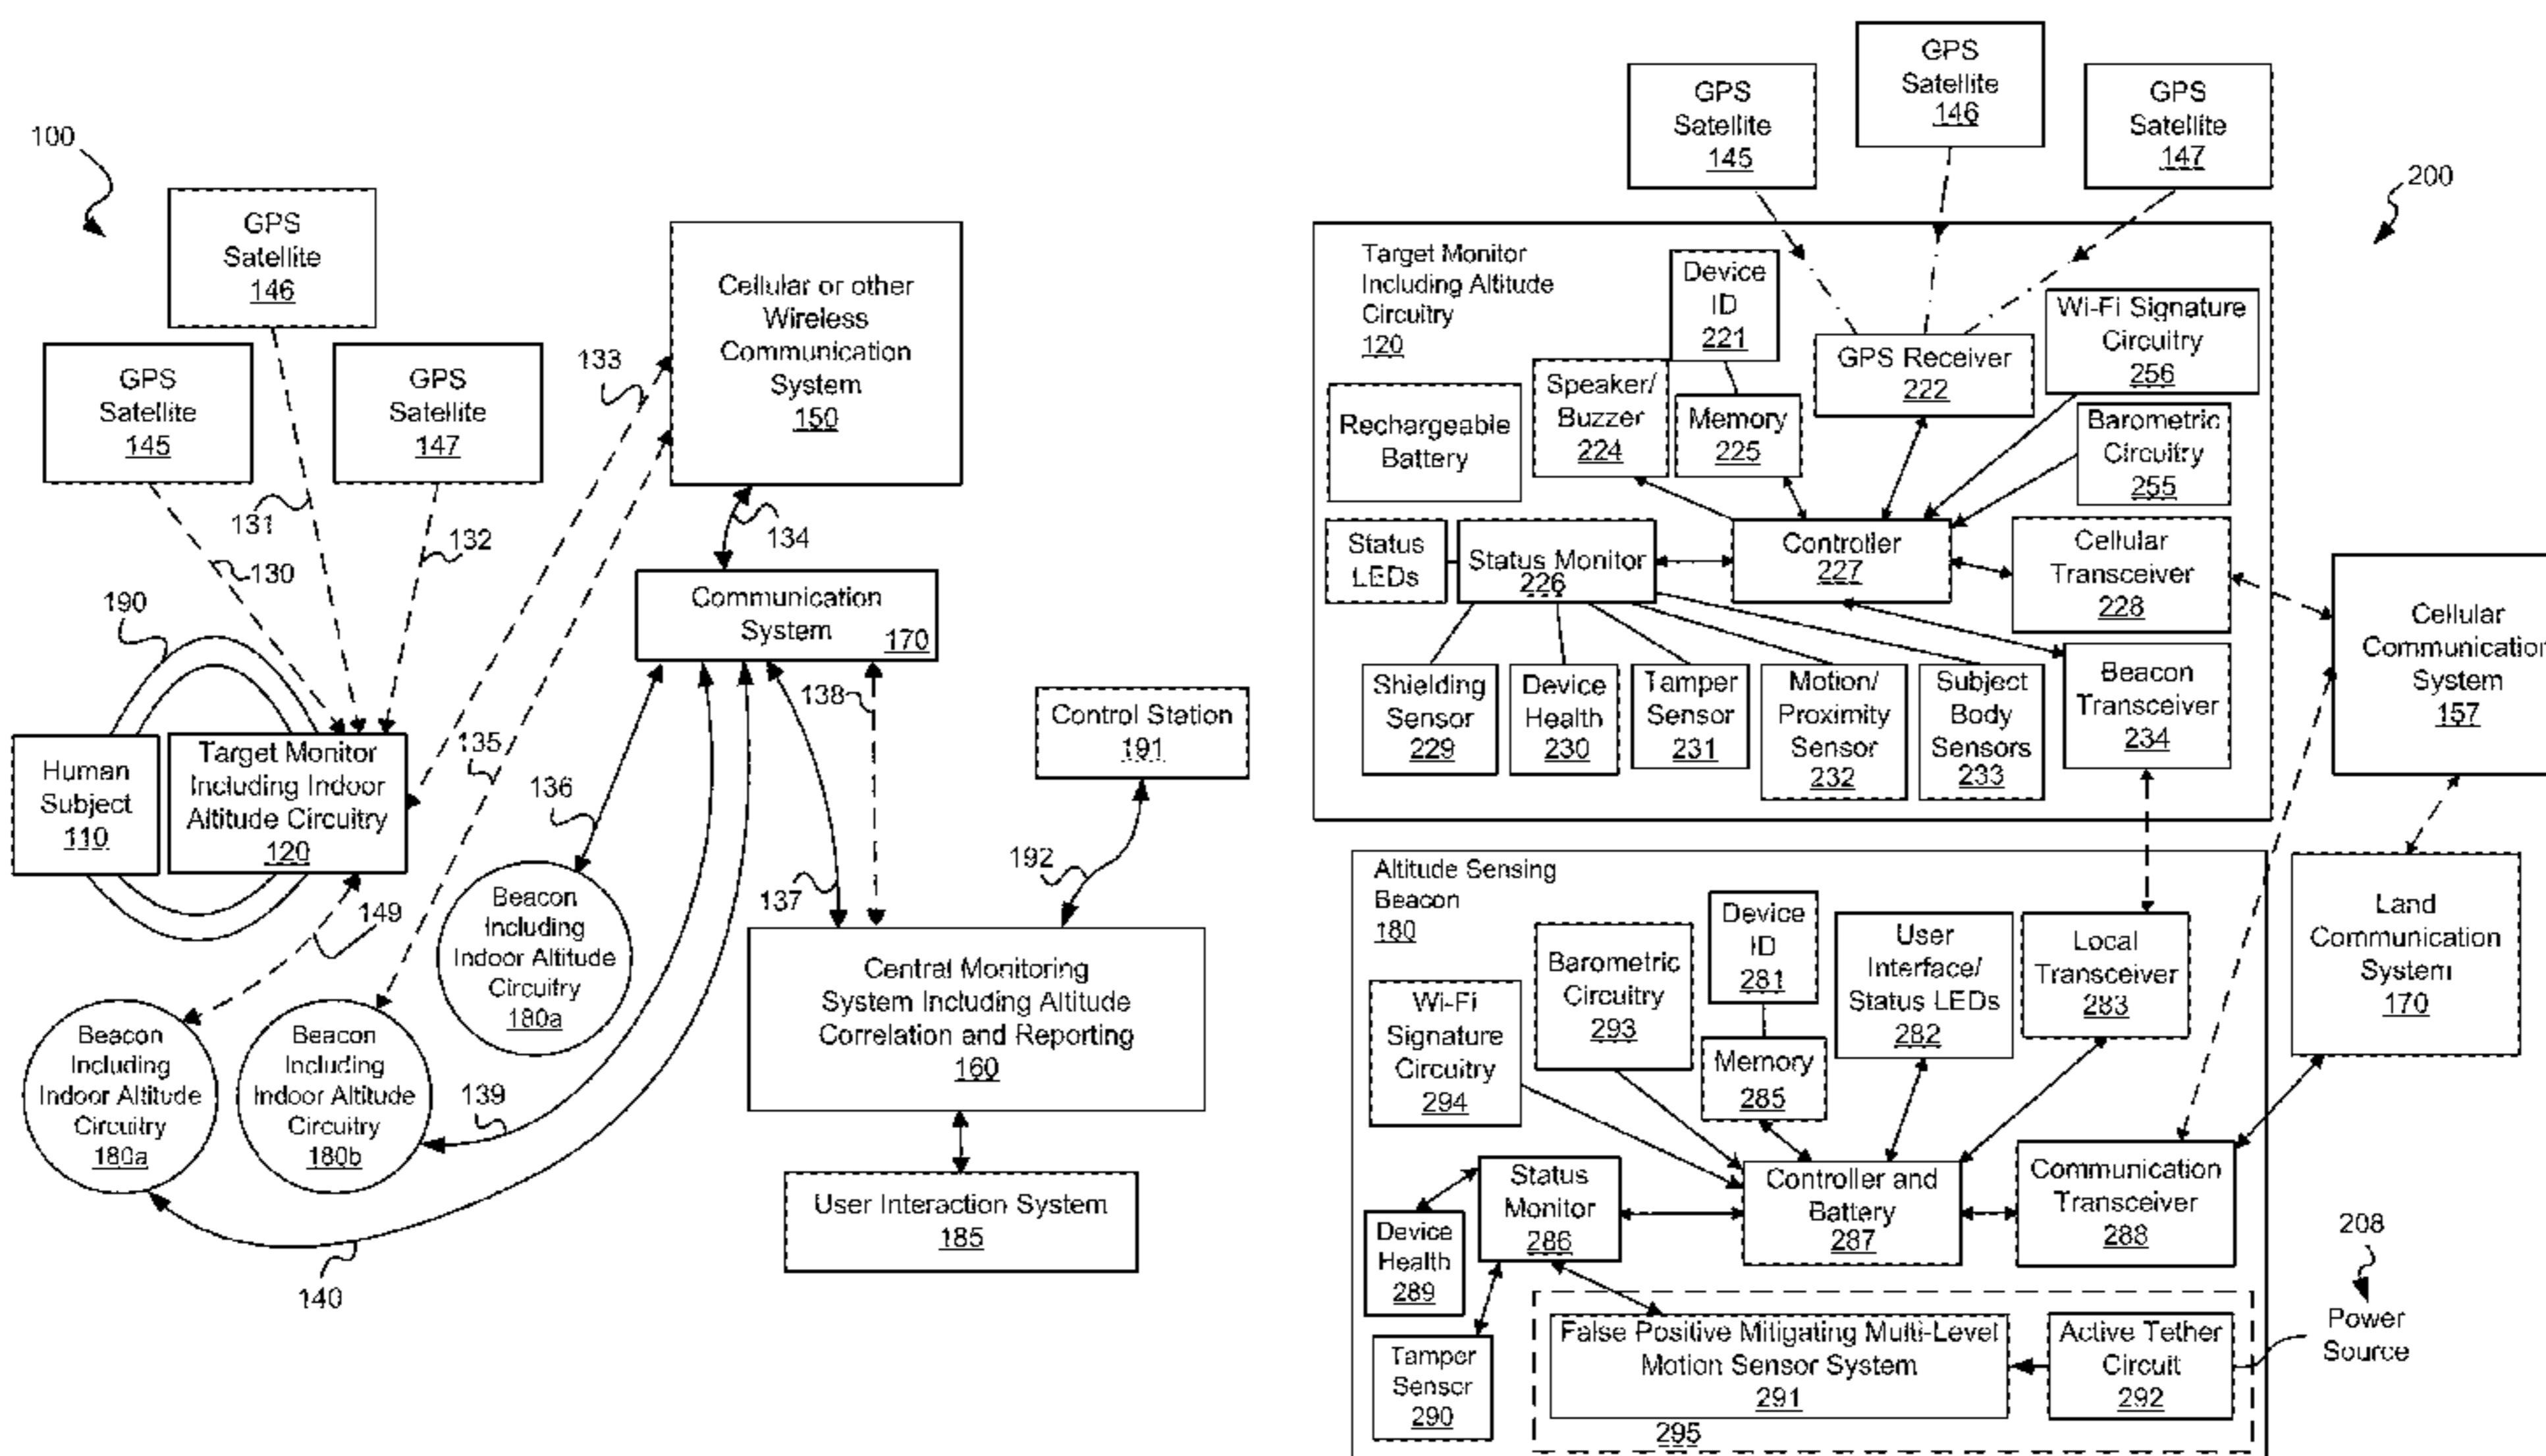 100
GPS
Satellite
146
GPS
Satellite
145
GPS
Satellite
147
131
130
132
190
Human
Subject
110
Target Monitor
Including Indoor
Altitude Circuitry
120
149
133
135
Cellular or other
Wireless
Communication
System
150
134
Communication
System
170
136
138
137
Control Station
191
192
Beacon
Including
Indoor Altitude
Circuitry
180a
Beacon
Including
Indoor Altitude
Circuitry
180a
Beacon
Including
Indoor Altitude
Circuitry
180b
139
140
Central Monitoring
System Including Altitude
Correlation and Reporting
160
User Interaction System
185
GPS
Satellite
145
GPS
Satellite
146
GPS
Satellite
147
200
Target Monitor
Including Altitude
Circuitry
120
Device
ID
221
GPS Receiver
222
Wi-Fi Signature
Circuitry
256
Rechargeable
Battery
Speaker/
Buzzer
224
Memory
225
Barometric
Circuitry
255
Status
LEDs
Status Monitor
226
Controller
227
Cellular
Transceiver
228
Shielding
Sensor
229
Device
Health
230
Tamper
Sensor
231
Motion/
Proximity
Sensor
232
Subject
Body
Sensors
233
Beacon
Transceiver
234
Cellular
Communication
System
157
Altitude Sensing
Beacon
180
Wi-Fi
Signature
Circuitry
294
Barometric
Circuitry
293
Device
ID
281
Memory
285
User
Interface/
Status LEDs
282
Local
Transceiver
283
Land
Communication
System
170
Status
Monitor
286
Controller and
Battery
287
Communication
Transceiver
288
Device
Health
289
Tamper
Sensor
290
False Positive Mitigating Multi-Level
Motion Sensor System
291
Active Tether
Circuit
292
295
208
Power
Source